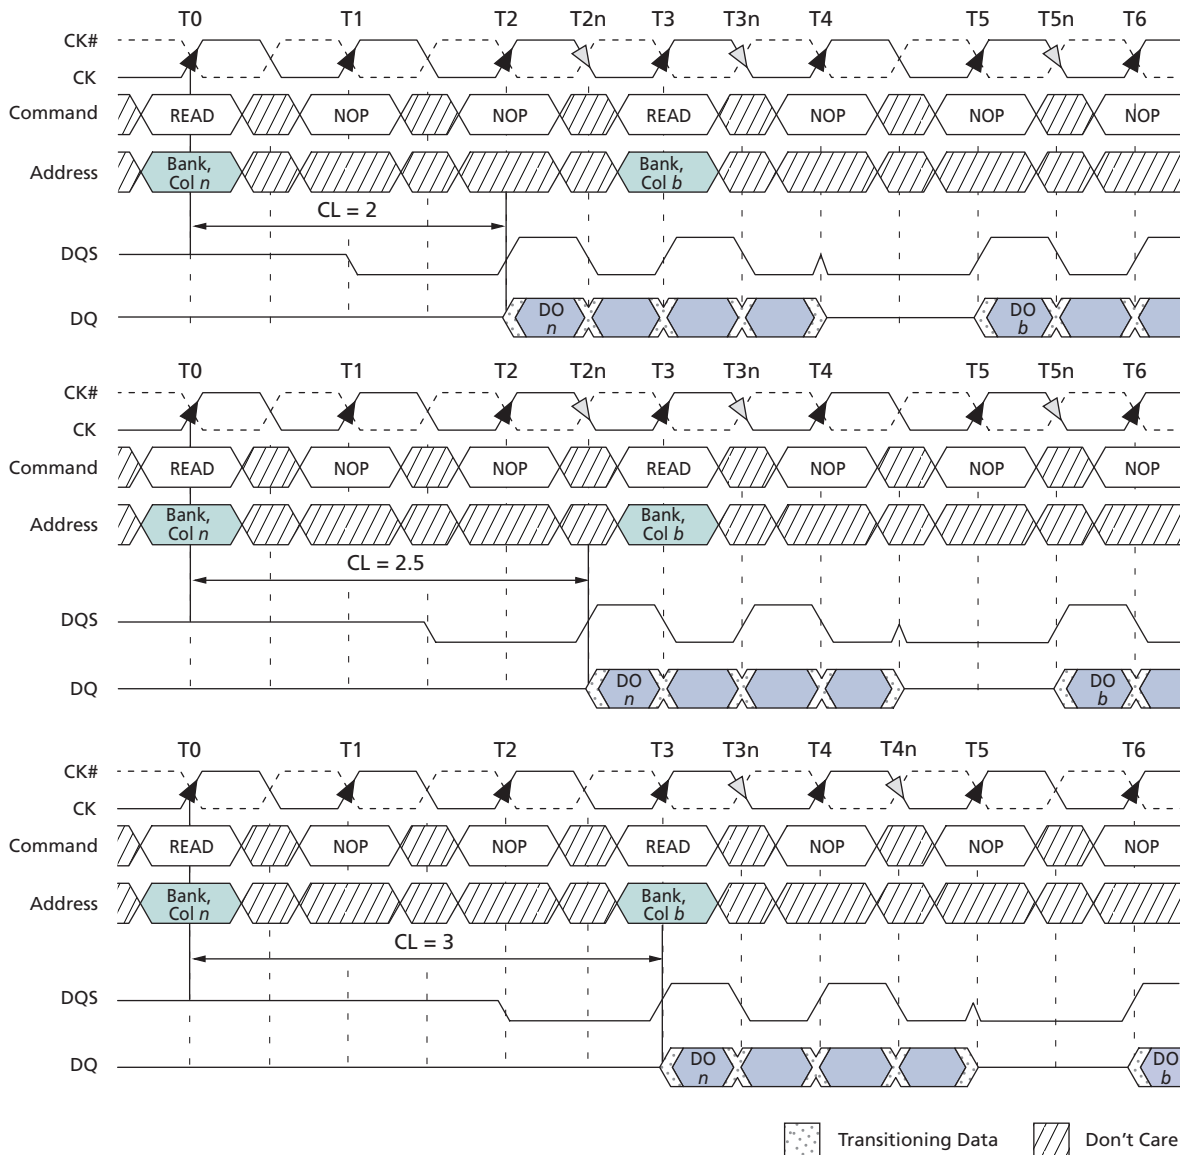 T0 T1 T2 T2n T3 T3n T4 T5 T5n T6
CK#
CK
Command READ NOP NOP READ NOP NOP NOP
Address Bank, Col n Bank, Col b
CL = 2
DQS
DQ DO n DO b
T0 T1 T2 T2n T3 T3n T4 T5 T5n T6
CK#
CK
Command READ NOP NOP READ NOP NOP NOP
Address Bank, Col n Bank, Col b
CL = 2.5
DQS
DQ DO n DO b
T0 T1 T2 T3 T3n T4 T4n T5 T6
CK#
CK
Command READ NOP NOP READ NOP NOP NOP
Address Bank, Col n Bank, Col b
CL = 3
DQS
DQ DO n DO b
Transitioning Data Don't Care